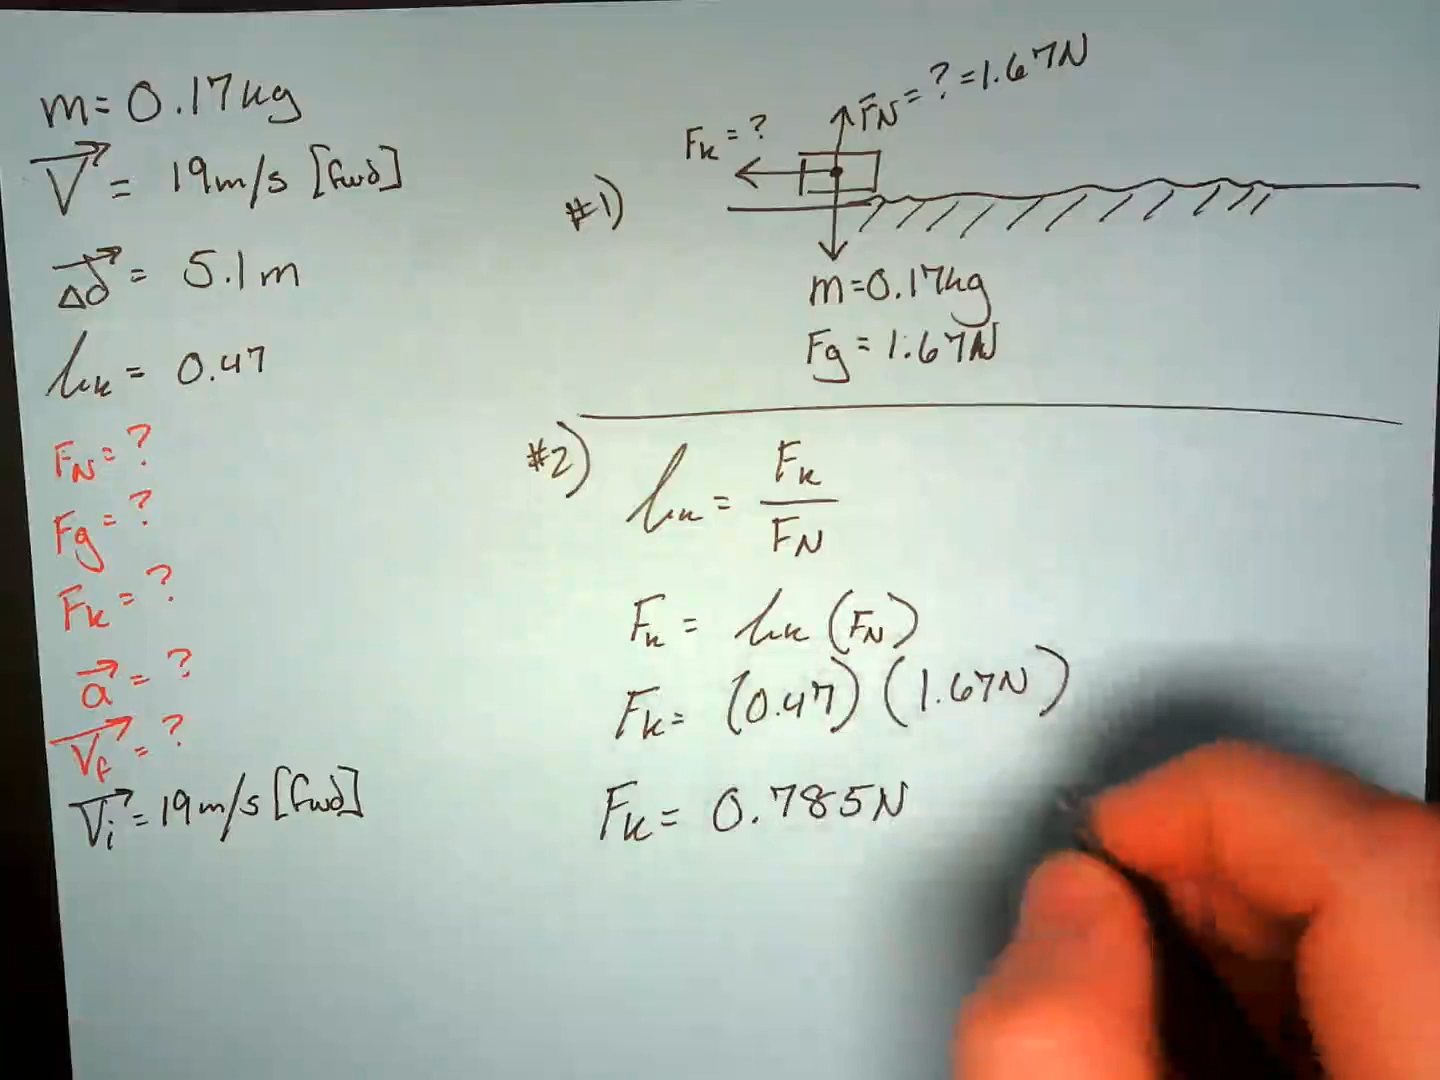 m=0.17kg
V = 19m/s [fwd]
Δd = 5.1m
μk = 0.47
FN = ?
Fg = ?
Fk = ?
a = ?
Vf = ?
Vi = 19m/s [fwd]
#1)
Fk = ?
FN = ? = 1.67N
m=0.17kg
Fg = 1.67N
#2)
μk = Fk
FN
Fk = μk (FN)
Fk = (0.47) (1.67N)
Fk = 0.785N